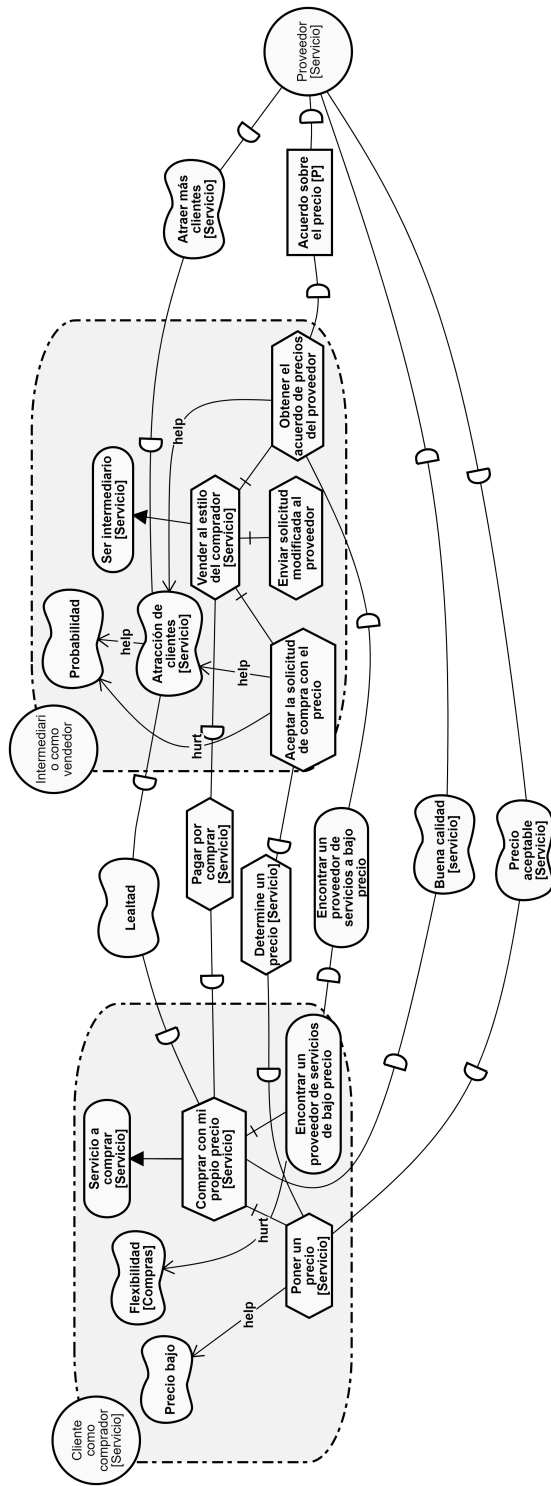 Cliente
como
comprador
[Servicio]
Precio bajo
Flexibilidad
[Compras]
Servicio a
comprar
[Servicio]
help
hurt
Poner un
precio
[Servicio]
Comprar con mi
propio precio
[Servicio]
Encontrar un
proveedor de servicios
de bajo precio
Lealtad
Pagar por
comprar
[Servicio]
Determine un
precio [Servicio]
Encontrar un
proveedor de
servicios a bajo
precio
Buena calidad
[servicio]
Precio
aceptable
[Servicio]
Intermediari
o como
vendedor
Probabilidad
help
hurt
Atracción de
clientes
[Servicio]
help
help
Ser intermediario
[Servicio]
Vender al estilo
del comprador
[Servicio]
Aceptar la solicitud
de compra con el
precio
Enviar solicitud
modificada al
proveedor
Obtener el
acuerdo de precios
del proveedor
Atraer más
clientes
[Servicio]
Acuerdo sobre
el precio [P]
Proveedor
[Servicio]